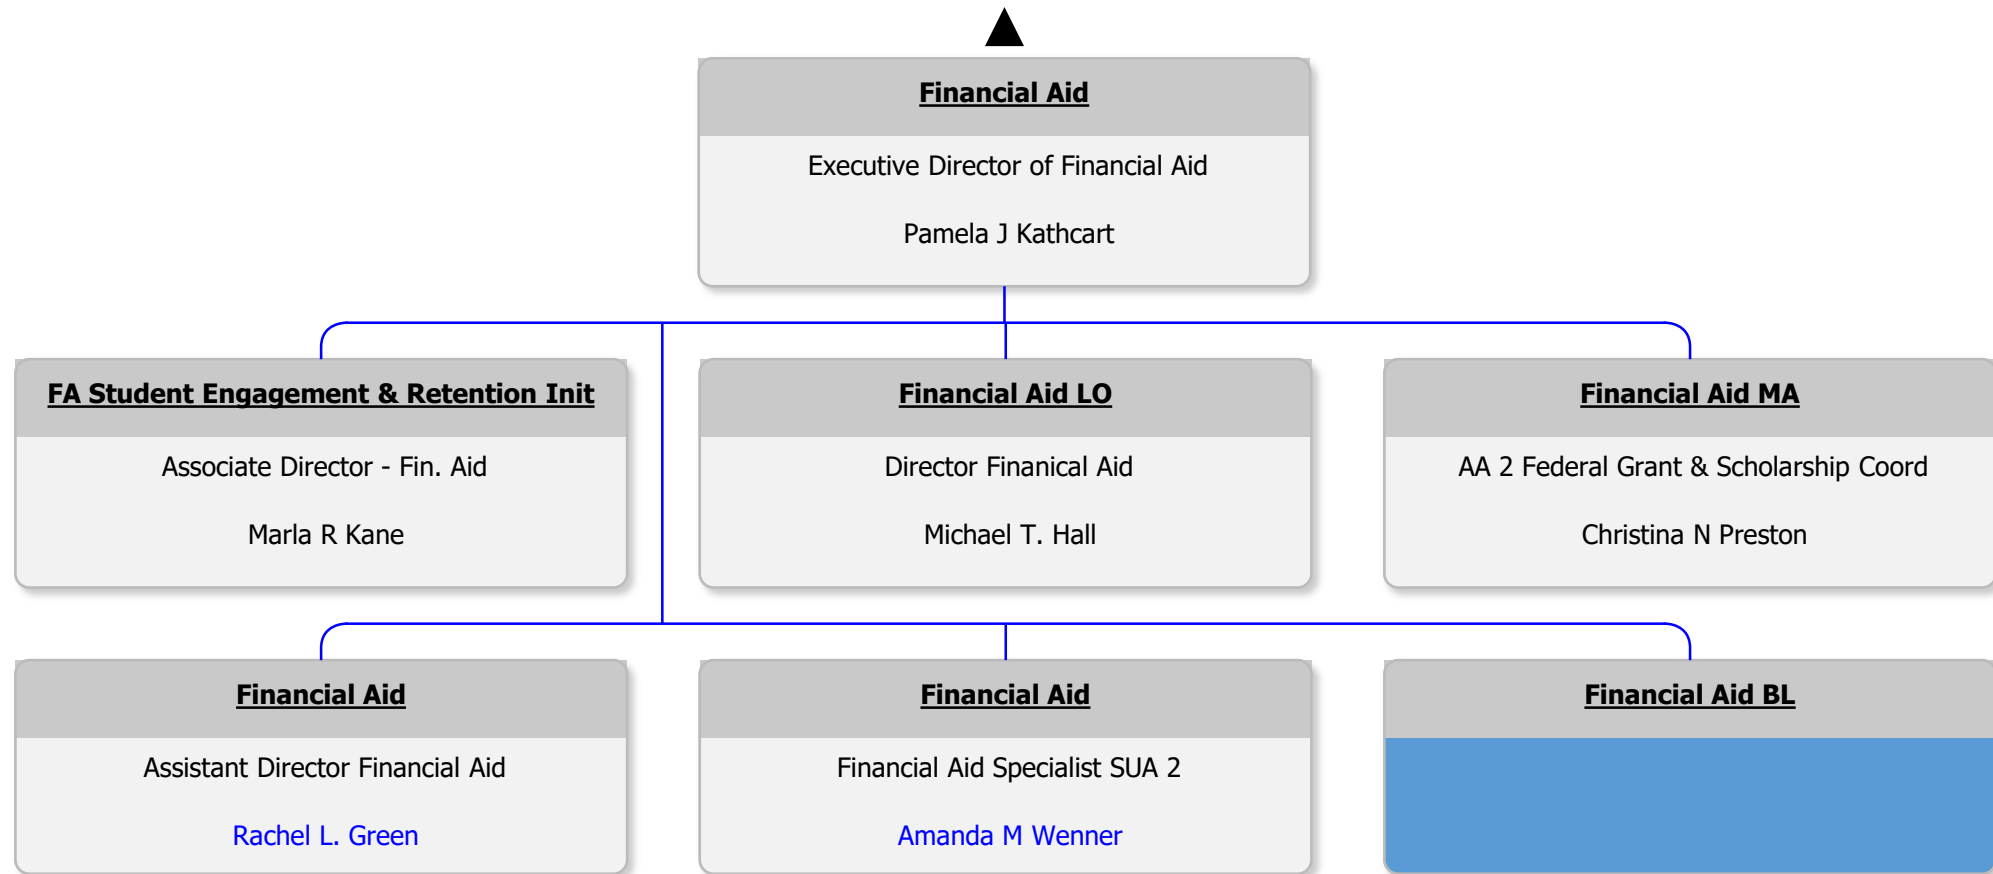 Financial Aid
Executive Director of Financial Aid
Pamela J Kathcart
FA Student Engagement & Retention Init
Associate Director - Fin. Aid
Marla R Kane
Financial Aid LO
Director Finanical Aid
Michael T. Hall
Financial Aid MA
AA 2 Federal Grant & Scholarship Coord
Christina N Preston
Financial Aid
Assistant Director Financial Aid
Rachel L. Green
Financial Aid
Financial Aid Specialist SUA 2
Amanda M Wenner
Financial Aid BL